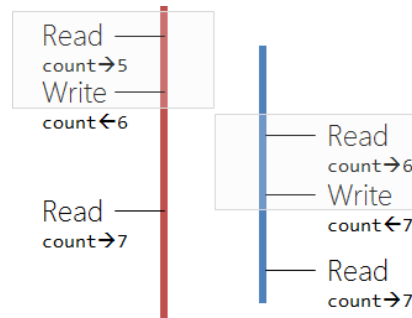 Read
count→5
Write
count←6
Read
count→7
Read
count→6
Write
count←7
Read
count→7